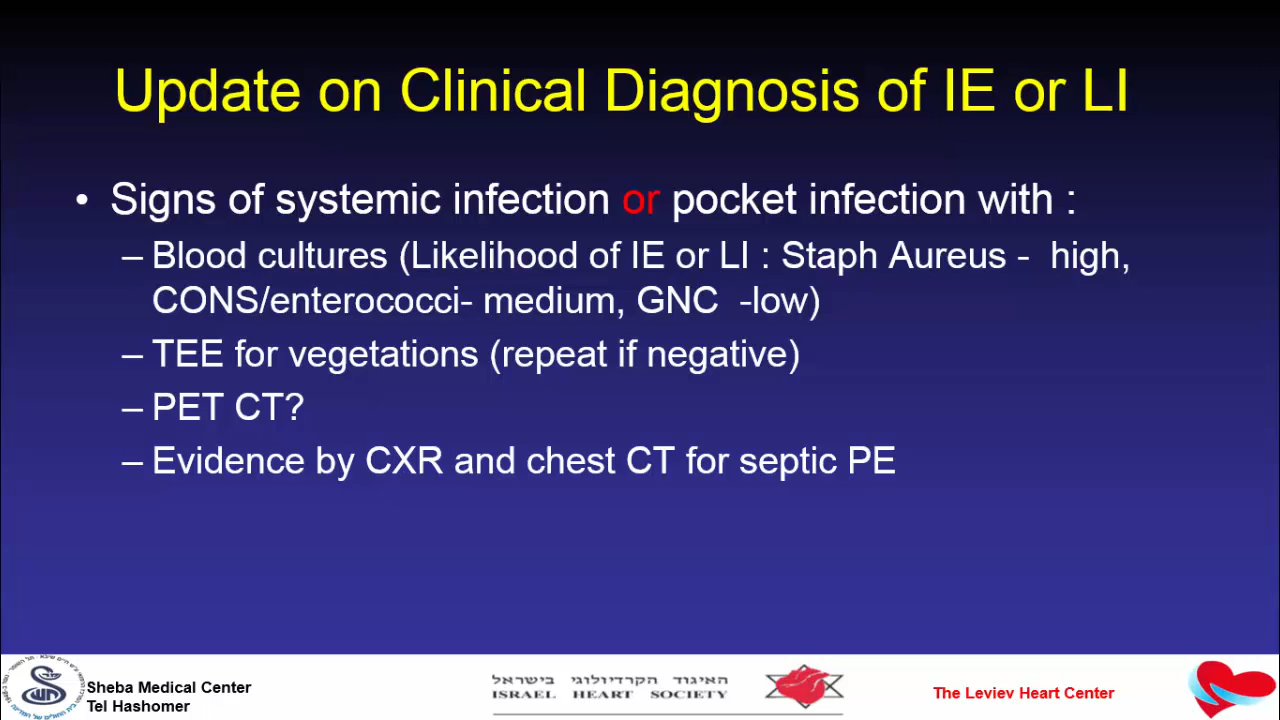 Update on Clinical Diagnosis of IE or LI
• Signs of systemic infection or pocket infection with :
– Blood cultures (Likelihood of IE or LI : Staph Aureus - high,
CONS/enterococci- medium, GNC -low)
– TEE for vegetations (repeat if negative)
– PET CT?
– Evidence by CXR and chest CT for septic PE
Sheba Medical Center
Tel Hashomer
האיגוד הקרדיולוגי בישראל
ISRAEL HEART SOCIETY
The Leviev Heart Center